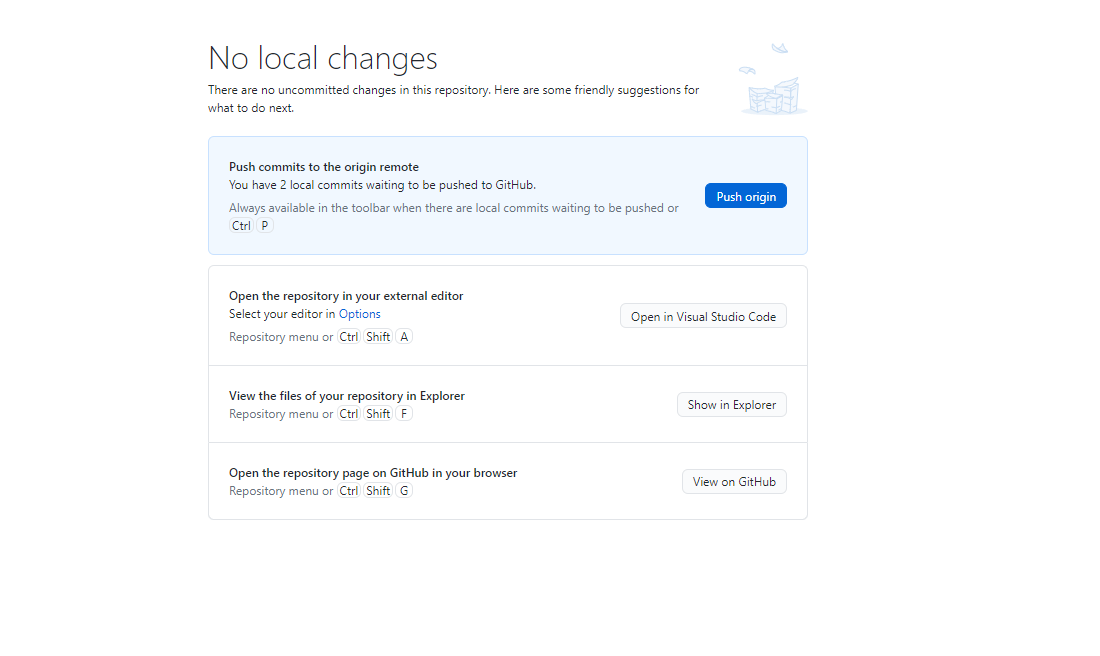 No local changes
There are no uncommitted changes in this repository. Here are some friendly suggestions for
what to do next.
Push commits to the origin remote
You have 2 local commits waiting to be pushed to GitHub.
Always available in the toolbar when there are local commits waiting to be pushed or
Ctrl P
Push origin
Open the repository in your external editor
Select your editor in Options
Repository menu or Ctrl Shift A
Open in Visual Studio Code
View the files of your repository in Explorer
Repository menu or Ctrl Shift F
Show in Explorer
Open the repository page on GitHub in your browser
Repository menu or Ctrl Shift G
View on GitHub